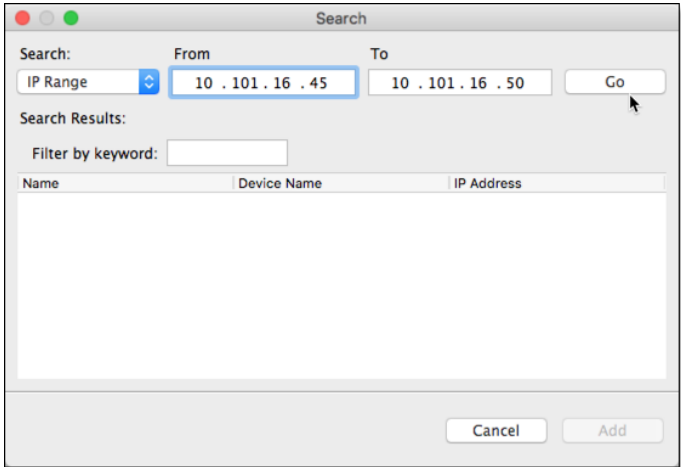 Search
Search: From To
IP Range 10 . 101 . 16 . 45 10 . 101 . 16 . 50 Go
Search Results:
Filter by keyword:
Name Device Name IP Address
Cancel Add